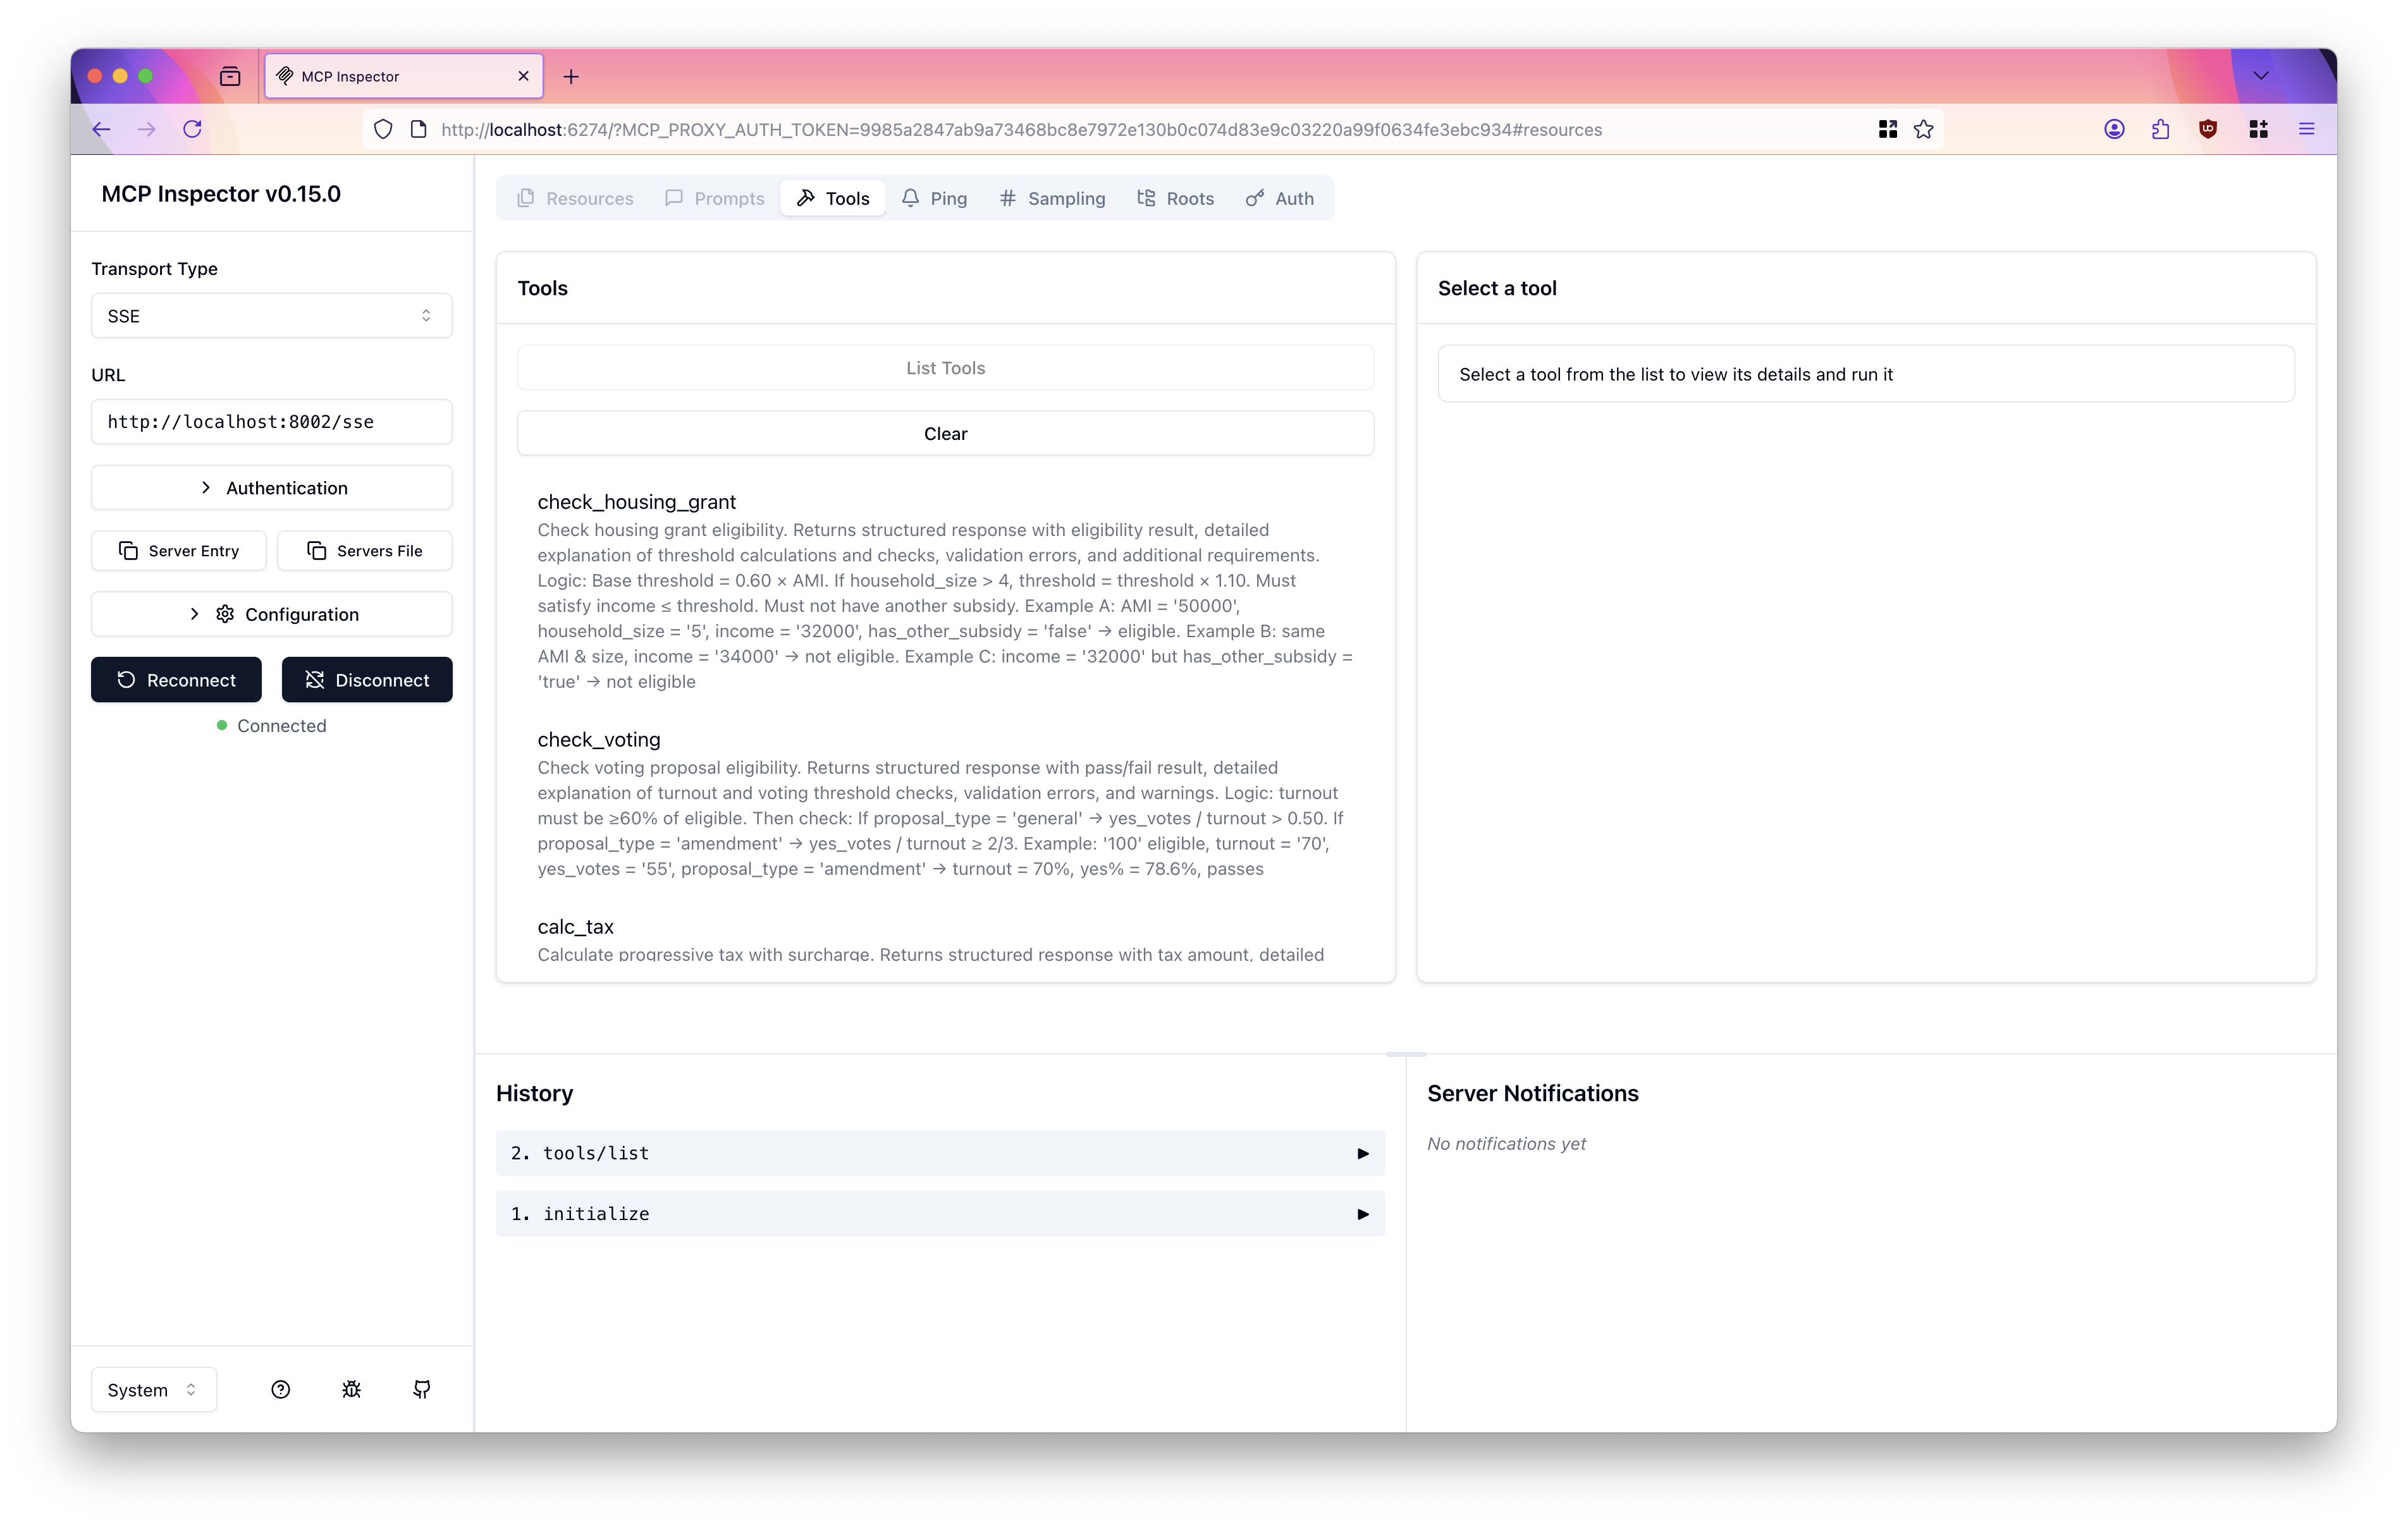 MCP Inspector
http://localhost:6274/?MCP_PROXY_AUTH_TOKEN=9985a2847ab9a73468bc8e7972e130b0c074d83e9c03220a99f0634fe3ebc934#resources
MCP Inspector v0.15.0
Transport Type
SSE
URL
http://localhost:8002/sse
Authentication
Server Entry
Servers File
Configuration
Reconnect
Disconnect
Connected
System
Resources
Prompts
Tools
Ping
Sampling
Roots
Auth
Tools
List Tools
Clear
check_housing_grant
Check housing grant eligibility. Returns structured response with eligibility result, detailed
explanation of threshold calculations and checks, validation errors, and additional requirements.
Logic: Base threshold = 0.60 × AMI. If household_size > 4, threshold = threshold × 1.10. Must
satisfy income ≤ threshold. Must not have another subsidy. Example A: AMI = '50000',
household_size = '5', income = '32000', has_other_subsidy = 'false' → eligible. Example B: same
AMI & size, income = '34000' → not eligible. Example C: income = '32000' but has_other_subsidy =
'true' → not eligible
check_voting
Check voting proposal eligibility. Returns structured response with pass/fail result, detailed
explanation of turnout and voting threshold checks, validation errors, and warnings. Logic: turnout
must be ≥60% of eligible. Then check: If proposal_type = 'general' → yes_votes / turnout > 0.50. If
proposal_type = 'amendment' → yes_votes / turnout ≥ 2/3. Example: '100' eligible, turnout = '70',
yes_votes = '55', proposal_type = 'amendment' → turnout = 70%, yes% = 78.6%, passes
calc_tax
Calculate progressive tax with surcharge. Returns structured response with tax amount, detailed
Select a tool
Select a tool from the list to view its details and run it
History
2. tools/list
1. initialize
Server Notifications
No notifications yet